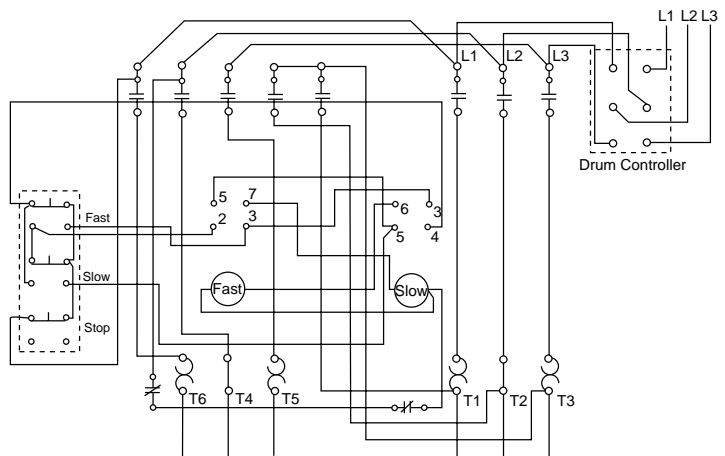 L1 L2 L3
L1 L2 L3
Drum Controller
5 7
2 3
6 3
5 4
Fast
Slow
Stop
Fast
Slow
T6 T4 T5 T1 T2 T3